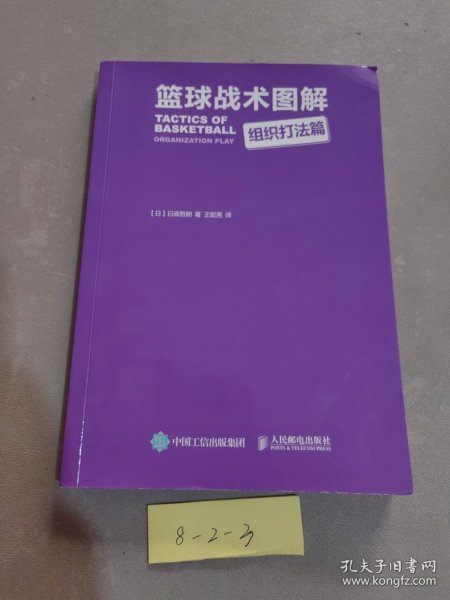 篮球战术图解
TACTICS OF
BASKETBALL
ORGANIZATION PLAY
组织打法篇
【日】日高哲朗 著 王妮男 译
中国工信出版集团
人民邮电出版社
POSTS & TELECOM PRESS
8-2-3
孔夫子旧书网
www.kongfz.com